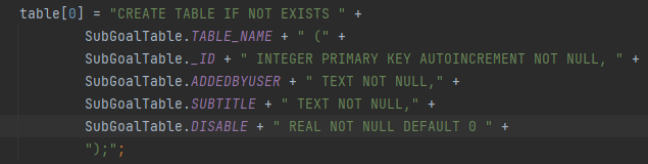 table[0] = "CREATE TABLE IF NOT EXISTS " +
SubGoalTable.TABLE_NAME + " (" +
SubGoalTable._ID + " INTEGER PRIMARY KEY AUTOINCREMENT NOT NULL, " +
SubGoalTable.ADDEDBYUSER + " TEXT NOT NULL," +
SubGoalTable.SUBTITLE + " TEXT NOT NULL," +
SubGoalTable.DISABLE + " REAL NOT NULL DEFAULT 0 " +
");";